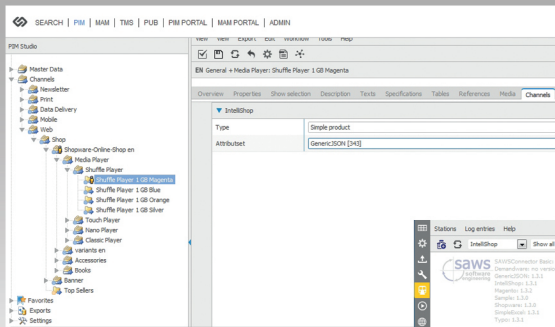 SEARCH | PIM | MAM | TMS | PUB | PIM PORTAL | MAM PORTAL | ADMIN
PIM Studio
View View Export Edit Workflow Tools Help
EN General + Media Player: Shuffle Player 1 GB Magenta
Overview Properties Show selection Description Texts Specifications Tables References Media Channels
IntelliShop
Type Simple product
Attributset GenericJSON [343]
Master Data
Channels
Newsletter
Print
Data Delivery
Mobile
Web
Shop
Shopware-Online-Shop en
Media Player
Shuffle Player
Shuffle Player 1 GB Magenta
Shuffle Player 1 GB Blue
Shuffle Player 1 GB Orange
Shuffle Player 1 GB Silver
Touch Player
Nano Player
Classic Player
variants en
Accessories
Books
Banner
Top Sellers
Favorites
Exports
Settings
Stations Log entries Help
IntelliShop Show all
saws
software
engineering
SAWSConnector Basic:
Demandware: no versio
GenericJSON: 1.3.1
IntelliShop: 1.3.1
Magento: 1.3.2
Sample: 1.3.0
Shopware: 1.3.0
SimpleExcel: 1.3.1